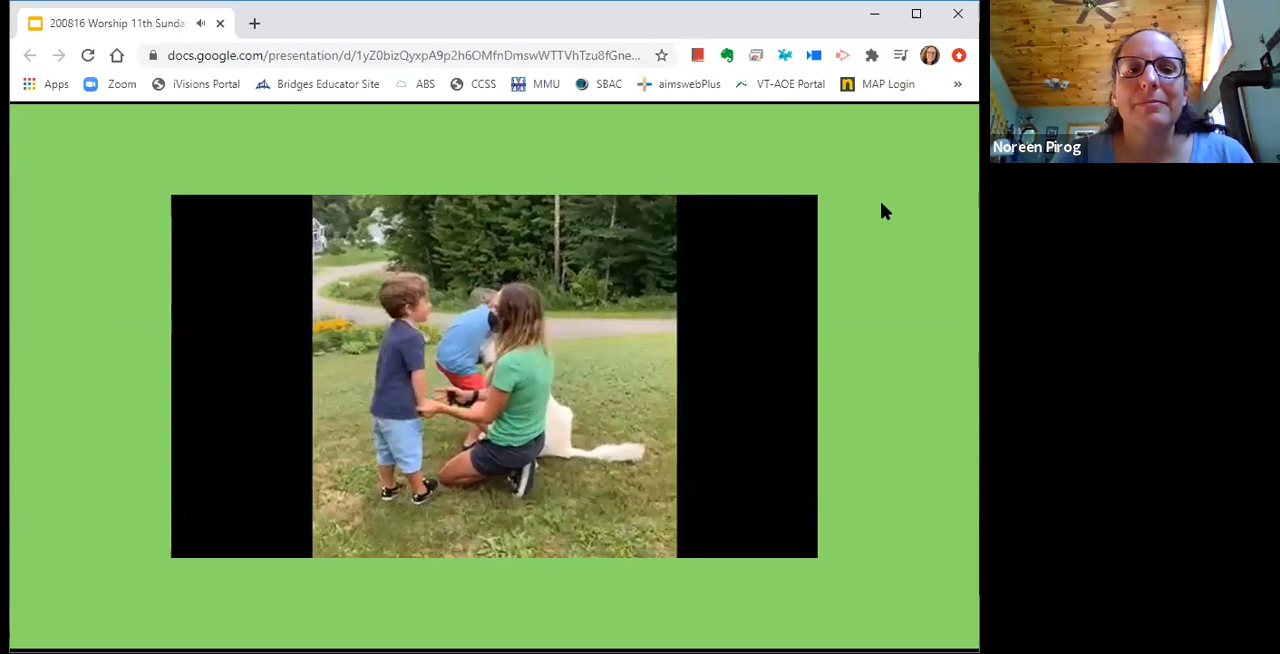 200816 Worship 11th Sunda
docs.google.com/presentation/d/1yZ0bizQyxpA9p2h6OMfnDmswWTTVhTzu8fGne...
Apps Zoom iVisions Portal Bridges Educator Site ABS CCSS MMU SBAC aimswebPlus VT-AOE Portal MAP Login »
Noreen Pirog